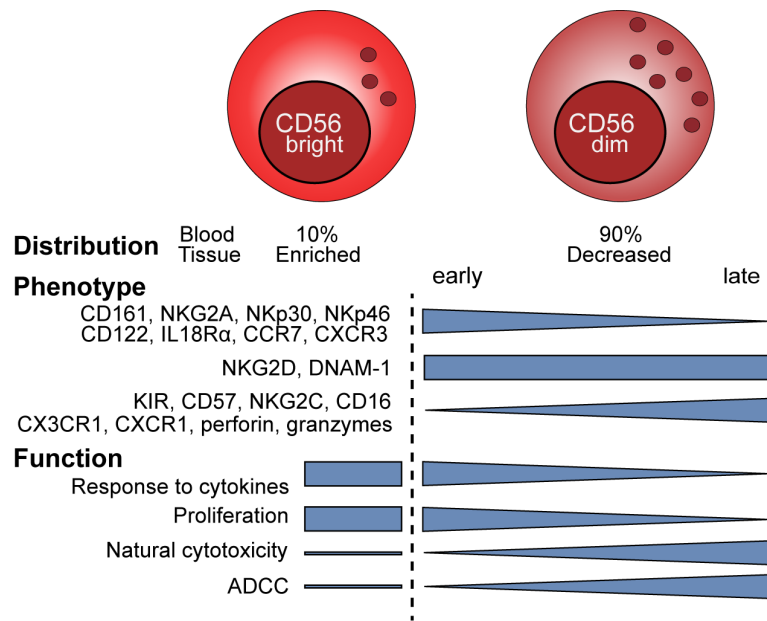 CD56
bright
CD56
dim
Distribution
Blood 10% 90%
Tissue Enriched Decreased
early late
Phenotype
CD161, NKG2A, NKp30, NKp46
CD122, IL18Rα, CCR7, CXCR3
NKG2D, DNAM-1
KIR, CD57, NKG2C, CD16
CX3CR1, CXCR1, perforin, granzymes
Function
Response to cytokines
Proliferation
Natural cytotoxicity
ADCC